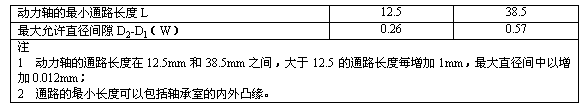 动力轴的最小通路长度 L 12.5 38.5
最大允许直径间隙 D2-D1（W） 0.26 0.57
注
1 动力轴的通路长度在 12.5mm 和 38.5mm 之间，大于 12.5 的通路长度每增加 1mm，最大直径间中以增
加 0.012mm；
2 通路的最小长度可以包括轴承室的内外凸缘。